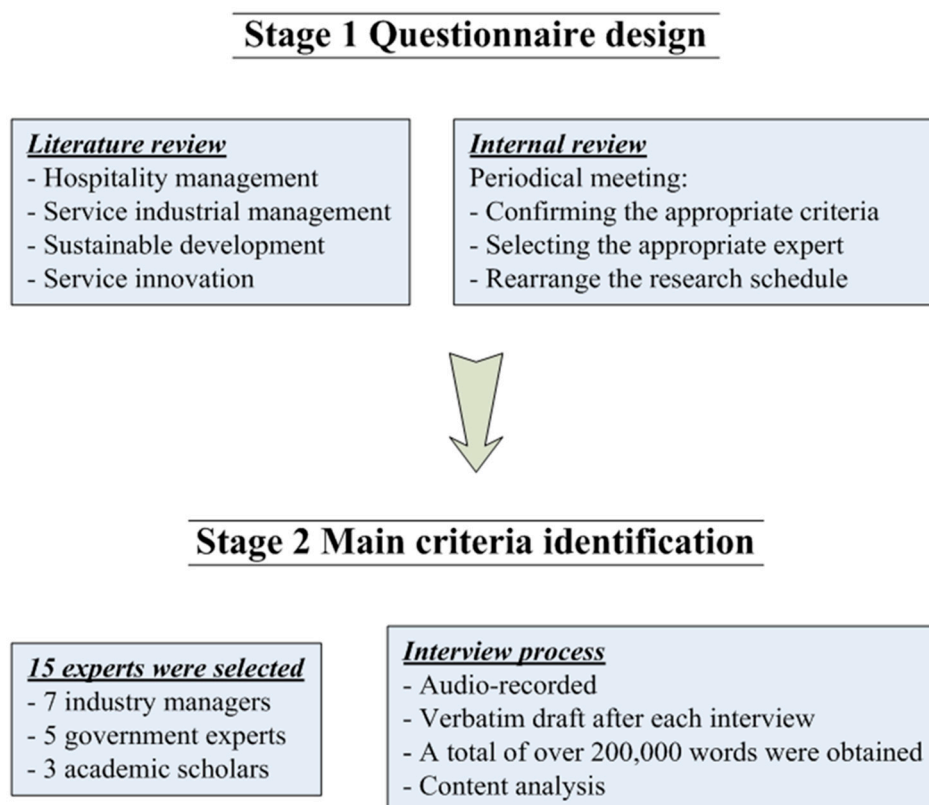 Stage 1 Questionnaire design
Literature review
- Hospitality management
- Service industrial management
- Sustainable development
- Service innovation
Internal review
Periodical meeting:
- Confirming the appropriate criteria
- Selecting the appropriate expert
- Rearrange the research schedule
Stage 2 Main criteria identification
15 experts were selected
- 7 industry managers
- 5 government experts
- 3 academic scholars
Interview process
- Audio-recorded
- Verbatim draft after each interview
- A total of over 200,000 words were obtained
- Content analysis